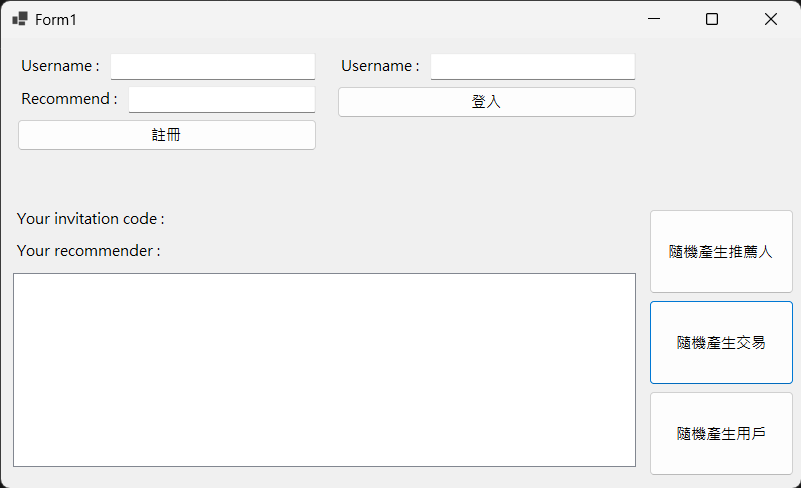 Form1
Username :
Username :
Recommend :
登入
註冊
Your invitation code :
Your recommender :
隨機產生推薦人
隨機產生交易
隨機產生用戶